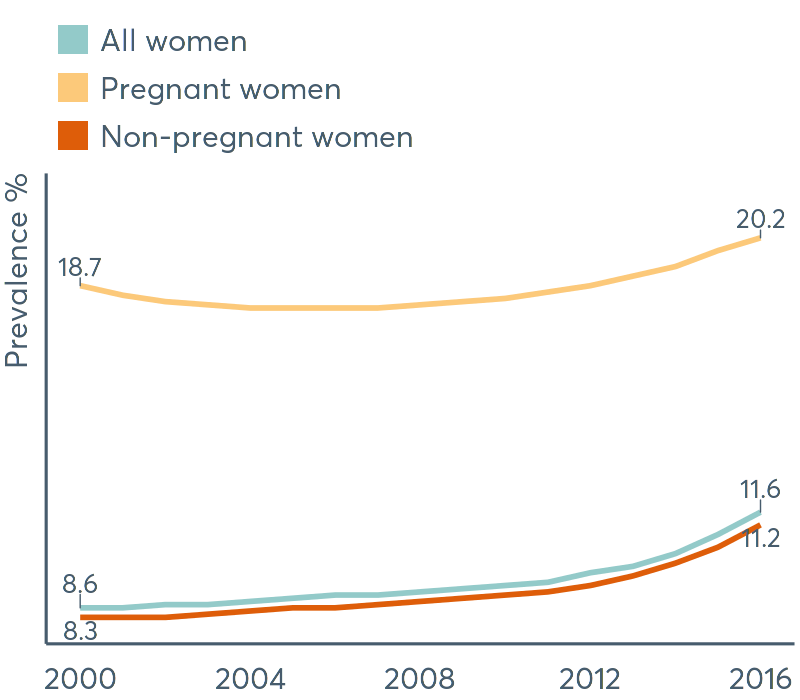 All women
Pregnant women
Non-pregnant women
Prevalence %
20.2
18.7
11.6
11.2
8.6
8.3
2000 2004 2008 2012 2016